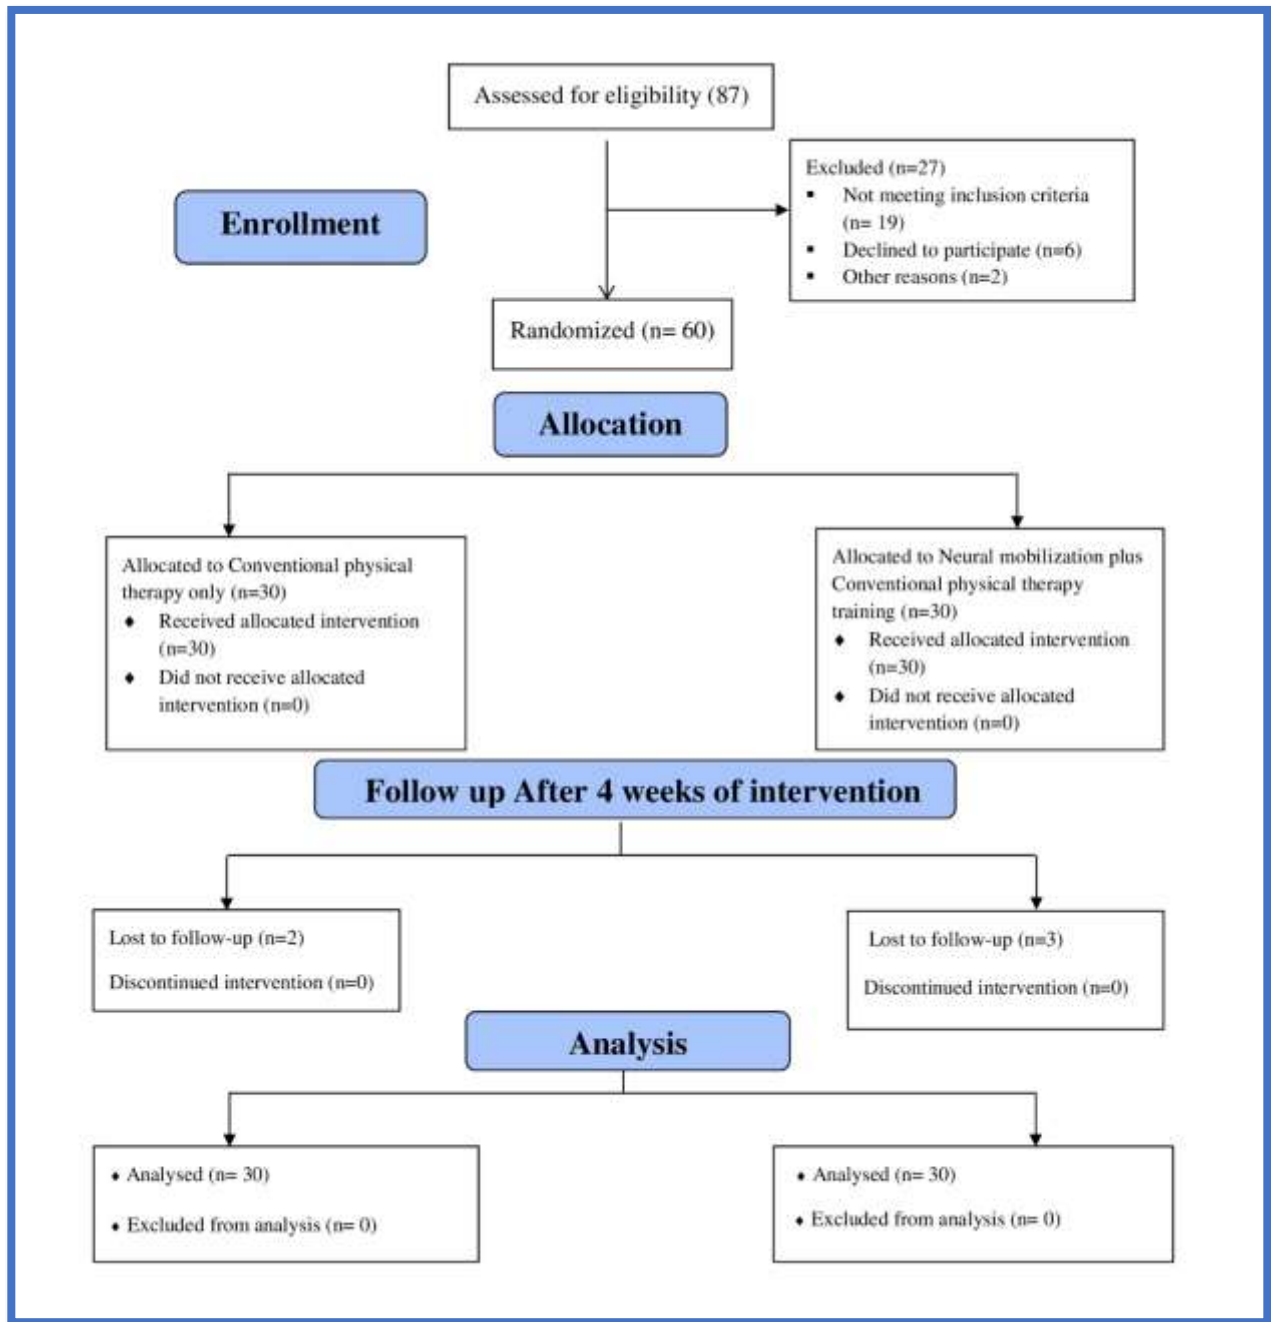 Assessed for eligibility (87)
Excluded (n=27)
▪ Not meeting inclusion criteria
(n= 19)
▪ Declined to participate (n=6)
▪ Other reasons (n=2)
Enrollment
Randomized (n= 60)
Allocation
Allocated to Conventional physical
therapy only (n=30)
♦ Received allocated intervention
(n=30)
♦ Did not receive allocated
intervention (n=0)
Allocated to Neural mobilization plus
Conventional physical therapy
training (n=30)
♦ Received allocated intervention
(n=30)
♦ Did not receive allocated
intervention (n=0)
Follow up After 4 weeks of intervention
Lost to follow-up (n=2)
Discontinued intervention (n=0)
Lost to follow-up (n=3)
Discontinued intervention (n=0)
Analysis
♦ Analysed (n= 30)
♦ Excluded from analysis (n= 0)
♦ Analysed (n= 30)
♦ Excluded from analysis (n= 0)